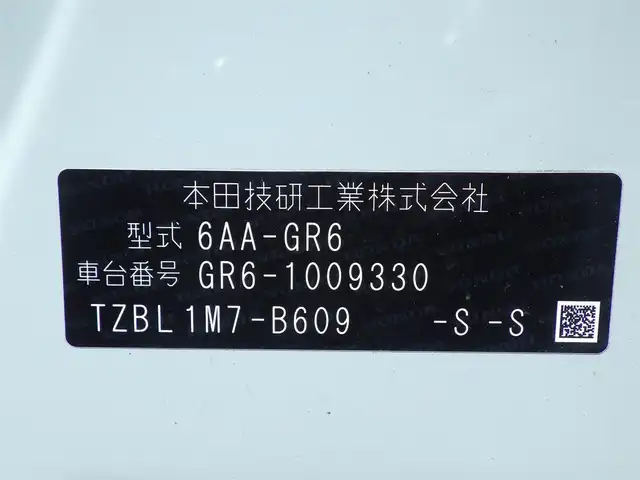 本田技研工業株式会社
型式 6AA-GR6
車台番号 GR6-1009330
TZBL1M7-B609 -S -S